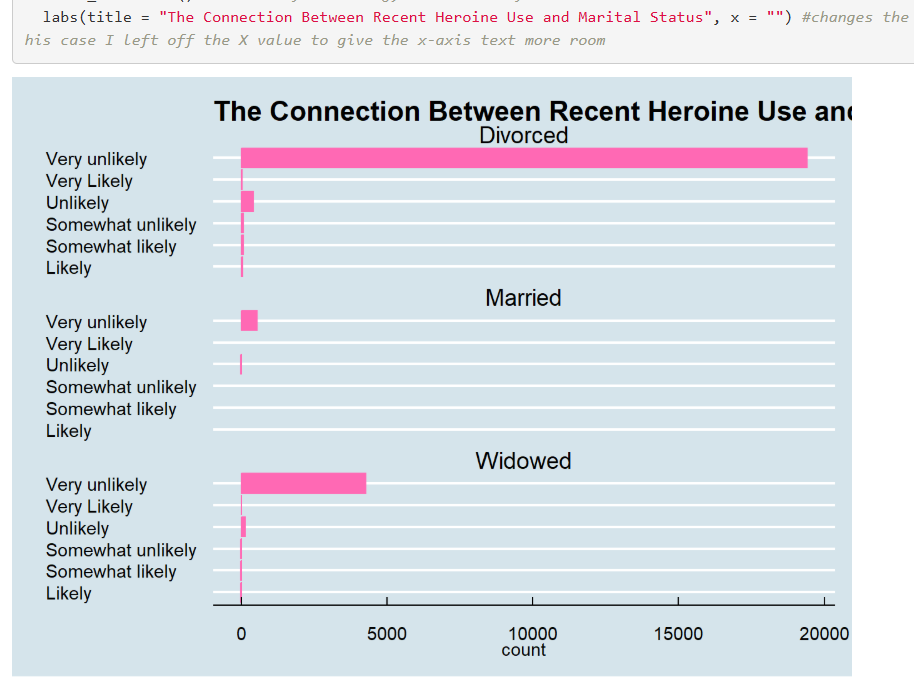 labs(title = "The Connection Between Recent Heroine Use and Marital Status", x = "") #changes the
his case I left off the X value to give the x-axis text more room
The Connection Between Recent Heroine Use and
Divorced
Very unlikely
Very Likely
Unlikely
Somewhat unlikely
Somewhat likely
Likely
Married
Very unlikely
Very Likely
Unlikely
Somewhat unlikely
Somewhat likely
Likely
Widowed
Very unlikely
Very Likely
Unlikely
Somewhat unlikely
Somewhat likely
Likely
0 5000 10000 15000 20000
count